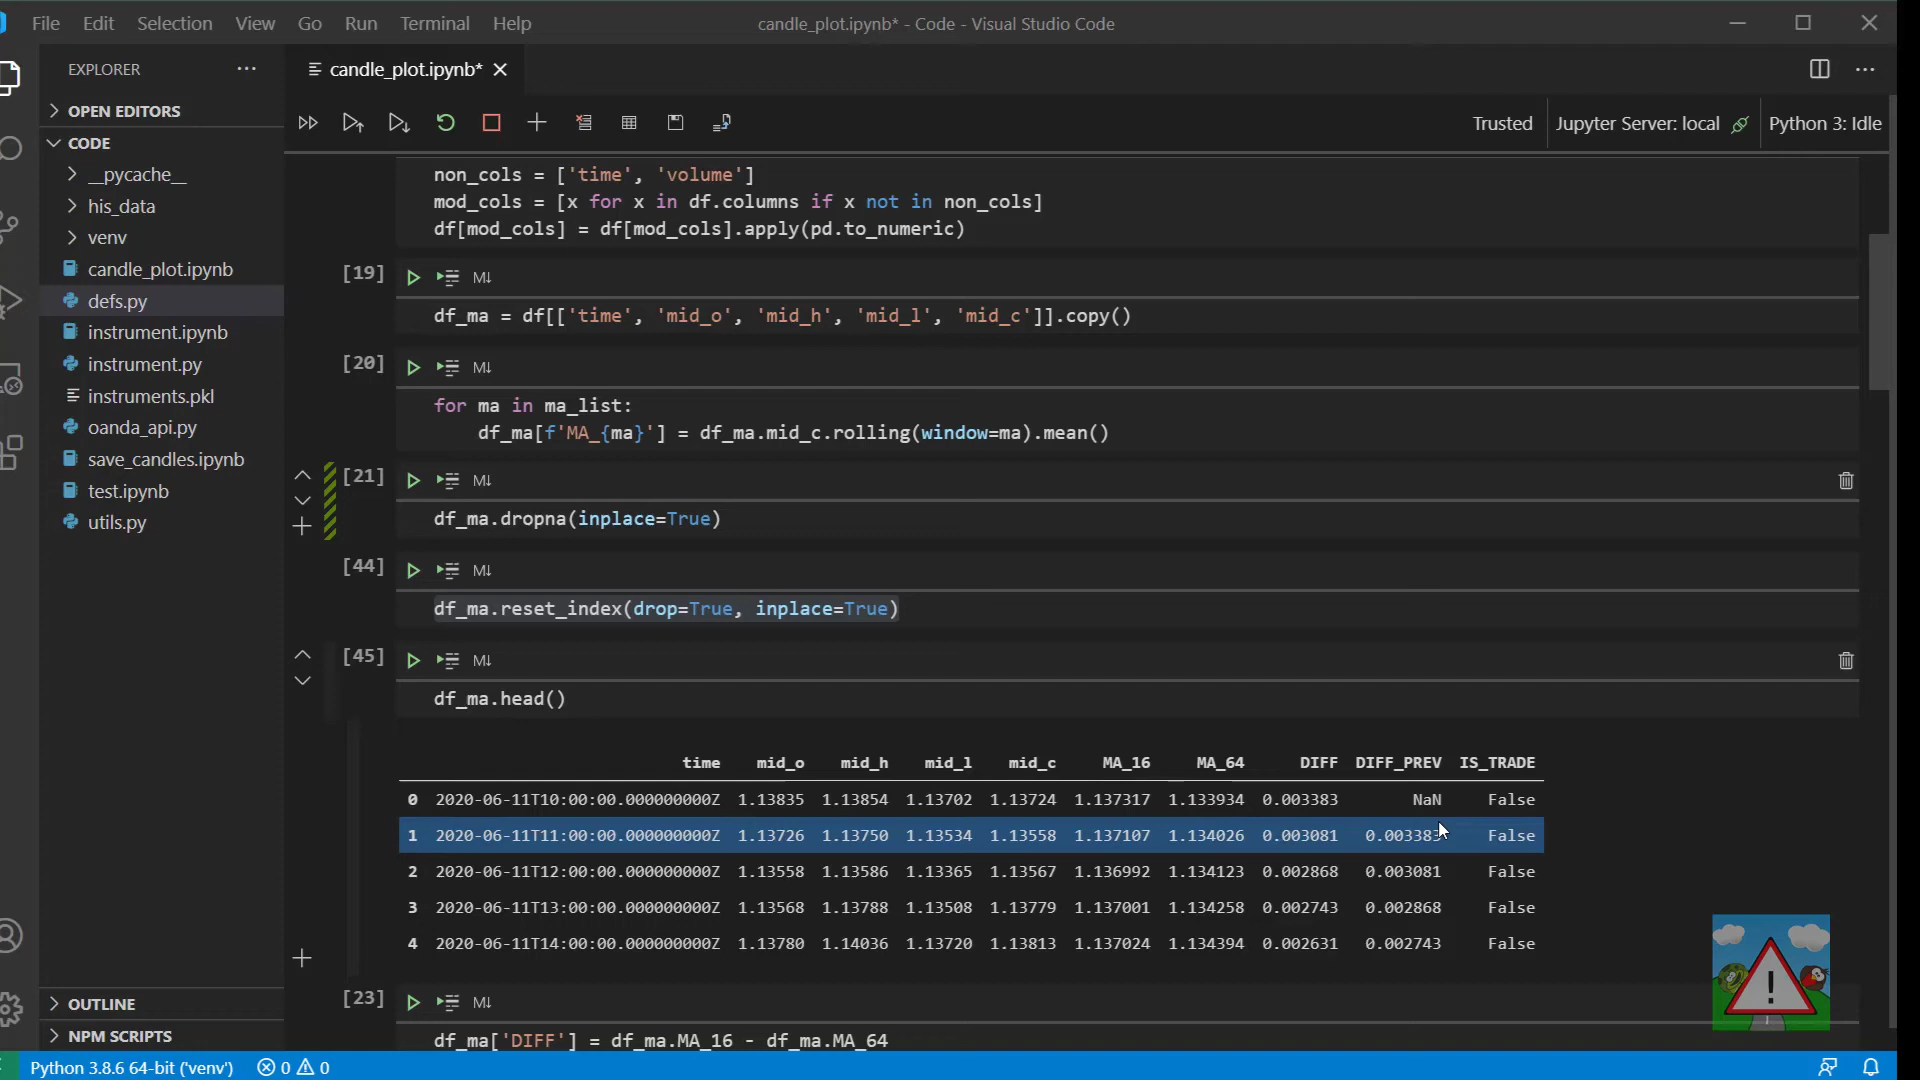 File Edit Selection View Go Run Terminal Help candle_plot.ipynb* - Code - Visual Studio Code
EXPLORER
candle_plot.ipynb*
OPEN EDITORS
CODE
__pycache__
his_data
venv
candle_plot.ipynb
defs.py
instrument.ipynb
instrument.py
instruments.pkl
oanda_api.py
save_candles.ipynb
test.ipynb
utils.py
OUTLINE
NPM SCRIPTS
Trusted Jupyter Server: local Python 3: Idle
non_cols = ['time', 'volume']
mod_cols = [x for x in df.columns if x not in non_cols]
df[mod_cols] = df[mod_cols].apply(pd.to_numeric)
[19] M↓
df_ma = df[['time', 'mid_o', 'mid_h', 'mid_l', 'mid_c']].copy()
[20] M↓
for ma in ma_list:
df_ma[f'MA_{ma}'] = df_ma.mid_c.rolling(window=ma).mean()
[21] M↓
df_ma.dropna(inplace=True)
[44] M↓
df_ma.reset_index(drop=True, inplace=True)
[45] M↓
df_ma.head()
time mid_o mid_h mid_l mid_c MA_16 MA_64 DIFF DIFF_PREV IS_TRADE
0 2020-06-11T10:00:00.000000000Z 1.13835 1.13854 1.13702 1.13724 1.137317 1.133934 0.003383 NaN False
1 2020-06-11T11:00:00.000000000Z 1.13726 1.13750 1.13534 1.13558 1.137107 1.134026 0.003081 0.003383 False
2 2020-06-11T12:00:00.000000000Z 1.13558 1.13586 1.13365 1.13567 1.136992 1.134123 0.002868 0.003081 False
3 2020-06-11T13:00:00.000000000Z 1.13568 1.13788 1.13508 1.13779 1.137001 1.134258 0.002743 0.002868 False
4 2020-06-11T14:00:00.000000000Z 1.13780 1.14036 1.13720 1.13813 1.137024 1.134394 0.002631 0.002743 False
[23] M↓
df_ma['DIFF'] = df_ma.MA_16 - df_ma.MA_64
Python 3.8.6 64-bit ('venv') 0 0